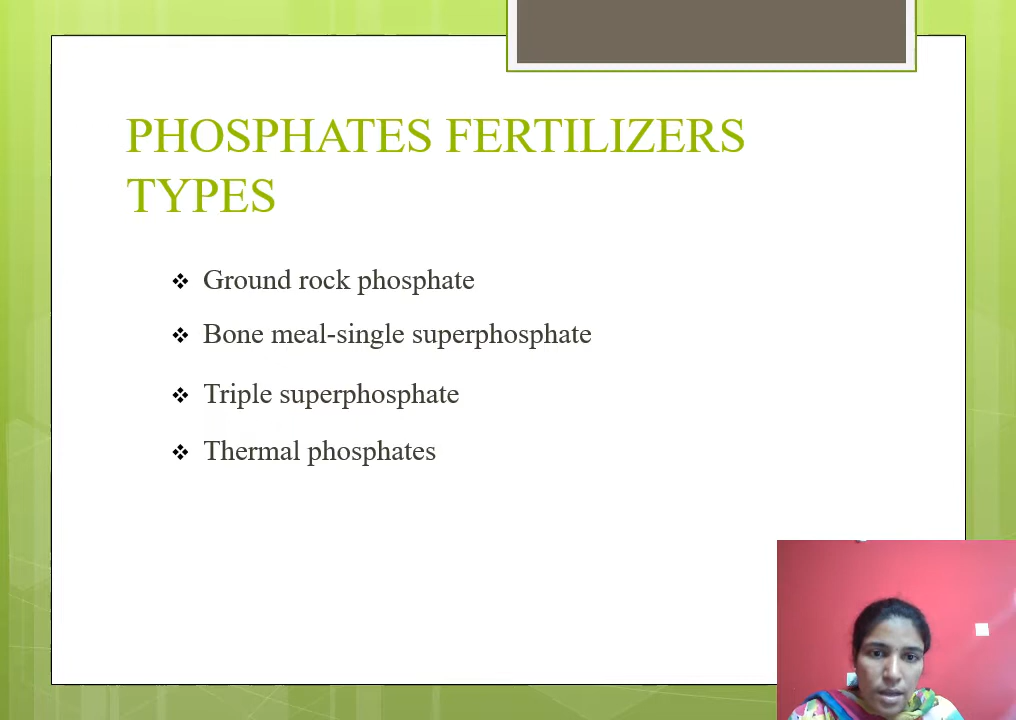 PHOSPHATES FERTILIZERS
TYPES
Ground rock phosphate
Bone meal-single superphosphate
Triple superphosphate
Thermal phosphates